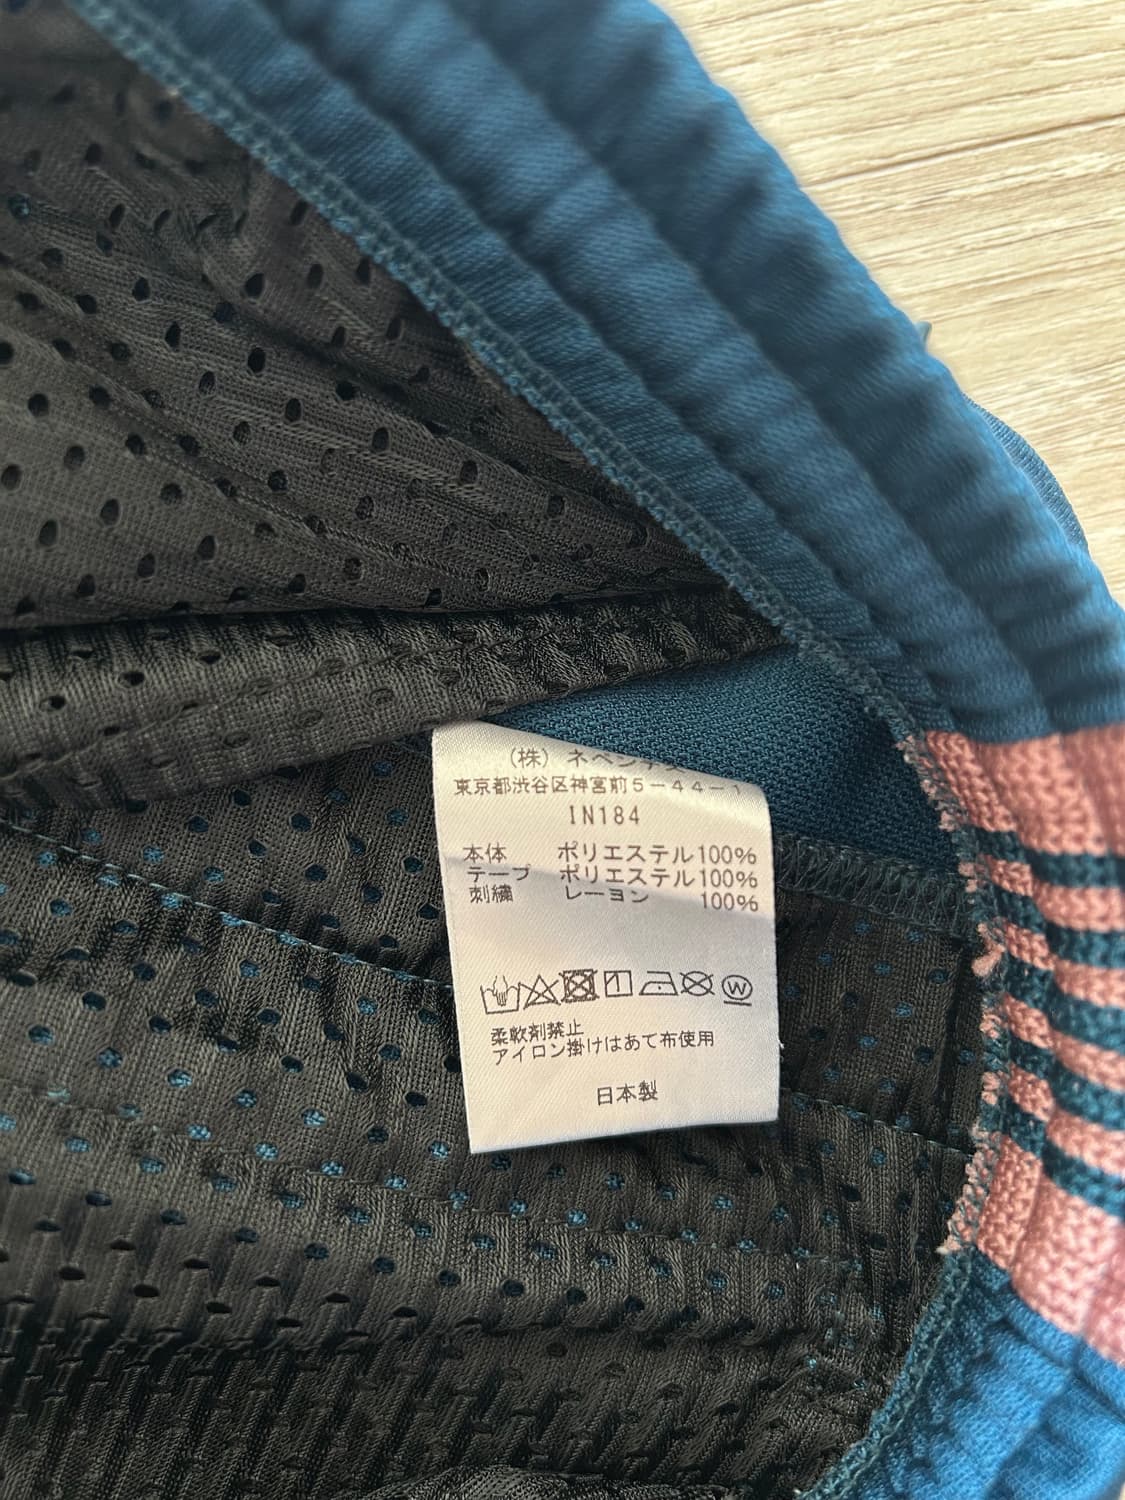 (株) ネペンテス
東京都渋谷区神宮前5-44-1
IN184
本体 ポリエステル100%
テープ ポリエステル100%
刺繍 レーヨン 100%
柔軟剤禁止
アイロン掛けはあて布使用
日本製